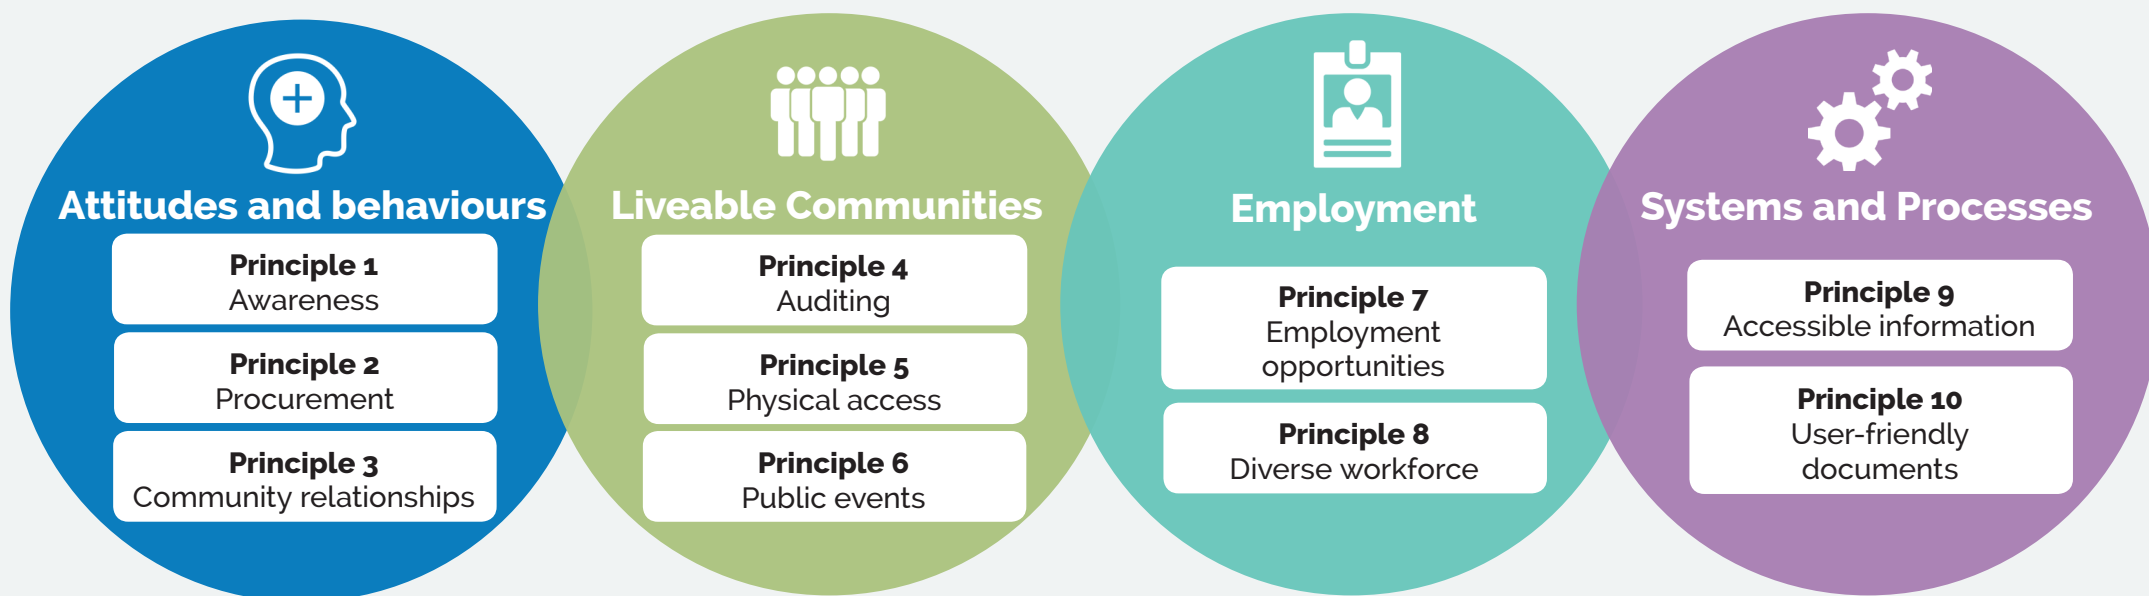 Attitudes and behaviours
Principle 1
Awareness
Principle 2
Procurement
Principle 3
Community relationships
Liveable Communities
Principle 4
Auditing
Principle 5
Physical access
Principle 6
Public events
Employment
Principle 7
Employment
opportunities
Principle 8
Diverse workforce
Systems and Processes
Principle 9
Accessible information
Principle 10
User-friendly
documents